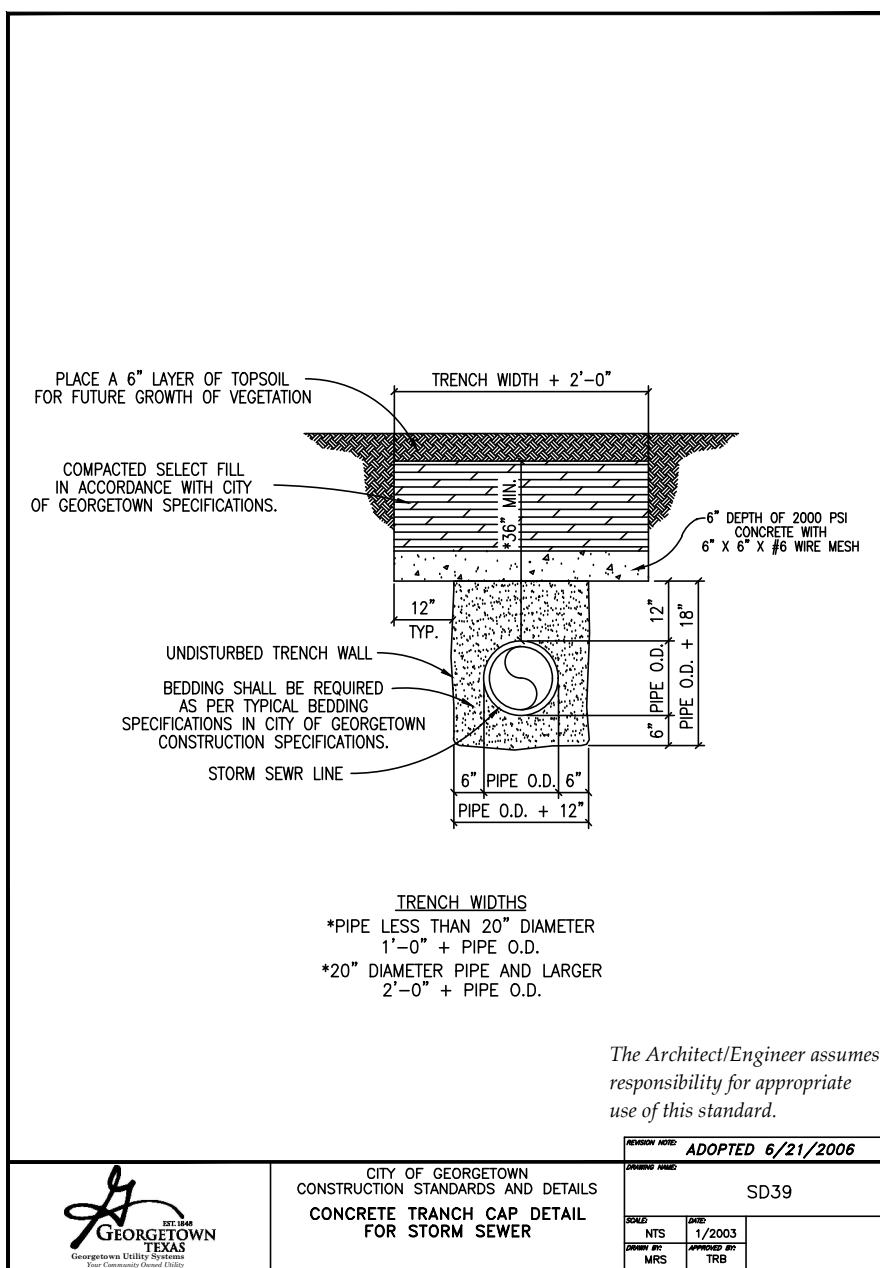 PLACE A 6" LAYER OF TOPSOIL
FOR FUTURE GROWTH OF VEGETATION
TRENCH WIDTH + 2'-0"
COMPACTED SELECT FILL
IN ACCORDANCE WITH CITY
OF GEORGETOWN SPECIFICATIONS.
*36" MIN.
6" DEPTH OF 2000 PSI
CONCRETE WITH
6" X 6" X #6 WIRE MESH
12"
TYP.
12"
PIPE O.D.
6"
PIPE O.D. + 18"
UNDISTURBED TRENCH WALL
BEDDING SHALL BE REQUIRED
AS PER TYPICAL BEDDING
SPECIFICATIONS IN CITY OF GEORGETOWN
CONSTRUCTION SPECIFICATIONS.
STORM SEWR LINE
6" PIPE O.D. 6"
PIPE O.D. + 12"
TRENCH WIDTHS
*PIPE LESS THAN 20" DIAMETER
1'-0" + PIPE O.D.
*20" DIAMETER PIPE AND LARGER
2'-0" + PIPE O.D.
The Architect/Engineer assumes
responsibility for appropriate
use of this standard.
REVISION NOTE: ADOPTED 6/21/2006
EST. 1848
GEORGETOWN
TEXAS
Georgetown Utility Systems
Your Community Owned Utility
CITY OF GEORGETOWN
CONSTRUCTION STANDARDS AND DETAILS
CONCRETE TRANCH CAP DETAIL
FOR STORM SEWER
DRAWING NAME:
SD39
SCALE: NTS
DATE: 1/2003
DRAWN BY: MRS
APPROVED BY: TRB